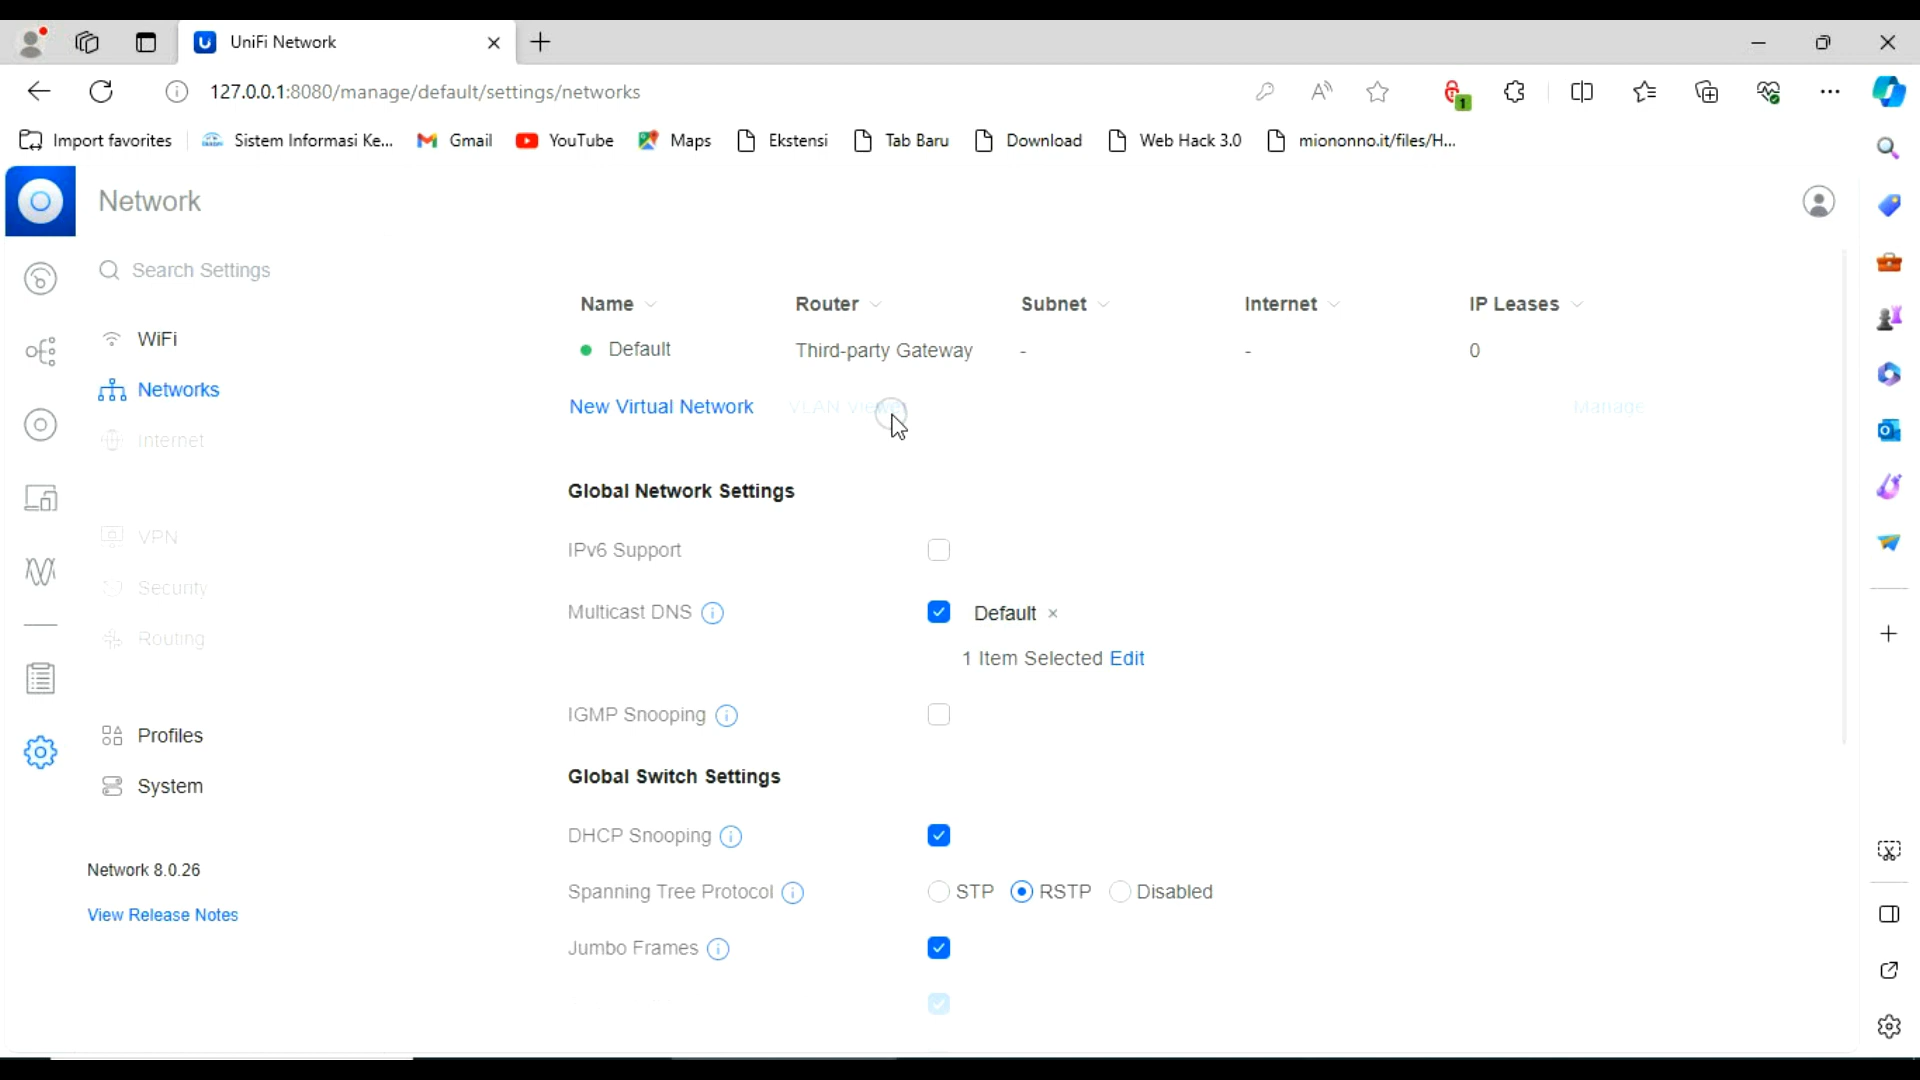 UniFi Network
127.0.0.1:8080/manage/default/settings/networks
1
Import favorites
Sistem Informasi Ke...
Gmail
YouTube
Maps
Ekstensi
Tab Baru
Download
Web Hack 3.0
miononno.it/files/H...
Network
Search Settings
WiFi
Networks
Internet
VPN
Security
Routing
Profiles
System
Network 8.0.26
View Release Notes
Name Router Subnet Internet IP Leases
Default Third-party Gateway - - 0
New Virtual Network VLAN Viewer Manage
Global Network Settings
IPv6 Support
Multicast DNS Default ×
1 Item Selected Edit
IGMP Snooping
Global Switch Settings
DHCP Snooping
Spanning Tree Protocol STP RSTP Disabled
Jumbo Frames